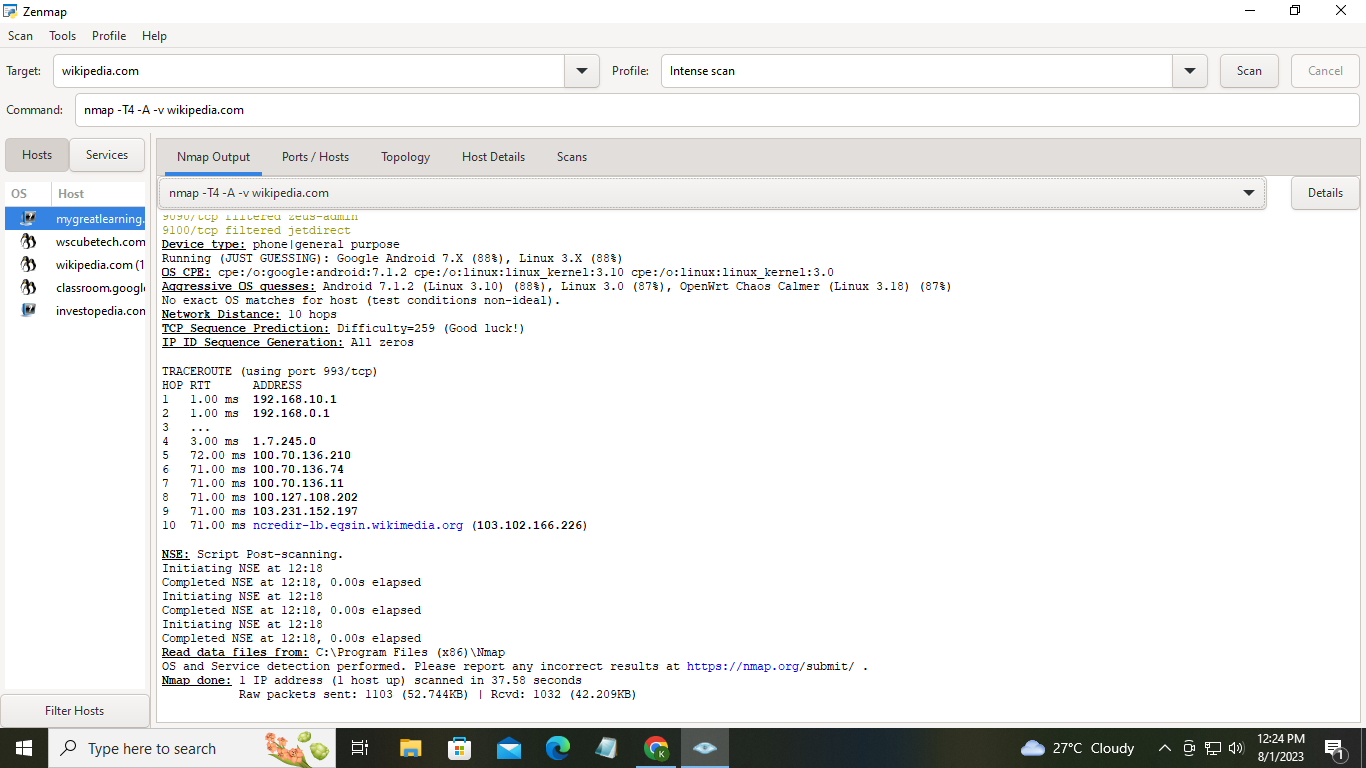 Zenmap
Scan Tools Profile Help
Target: wikipedia.com Profile: Intense scan Scan Cancel
Command: nmap -T4 -A -v wikipedia.com
Hosts Services
Nmap Output Ports / Hosts Topology Host Details Scans
OS Host
nmap -T4 -A -v wikipedia.com Details
mygreatlearning.
wscubetech.com
wikipedia.com (1
classroom.google
investopedia.com
9090/tcp filtered zeus-admin
9100/tcp filtered jetdirect
Device type: phone|general purpose
Running (JUST GUESSING): Google Android 7.X (88%), Linux 3.X (88%)
OS CPE: cpe:/o:google:android:7.1.2 cpe:/o:linux:linux_kernel:3.10 cpe:/o:linux:linux_kernel:3.0
Aggressive OS guesses: Android 7.1.2 (Linux 3.10) (88%), Linux 3.0 (87%), OpenWrt Chaos Calmer (Linux 3.18) (87%)
No exact OS matches for host (test conditions non-ideal).
Network Distance: 10 hops
TCP Sequence Prediction: Difficulty=259 (Good luck!)
IP ID Sequence Generation: All zeros
TRACEROUTE (using port 993/tcp)
HOP RTT ADDRESS
1 1.00 ms 192.168.10.1
2 1.00 ms 192.168.0.1
3 ...
4 3.00 ms 1.7.245.0
5 72.00 ms 100.70.136.210
6 71.00 ms 100.70.136.74
7 71.00 ms 100.70.136.11
8 71.00 ms 100.127.108.202
9 71.00 ms 103.231.152.197
10 71.00 ms ncredir-lb.eqsin.wikimedia.org (103.102.166.226)
NSE: Script Post-scanning.
Initiating NSE at 12:18
Completed NSE at 12:18, 0.00s elapsed
Initiating NSE at 12:18
Completed NSE at 12:18, 0.00s elapsed
Initiating NSE at 12:18
Completed NSE at 12:18, 0.00s elapsed
Read data files from: C:\Program Files (x86)\Nmap
OS and Service detection performed. Please report any incorrect results at https://nmap.org/submit/ .
Nmap done: 1 IP address (1 host up) scanned in 37.58 seconds
Raw packets sent: 1103 (52.744KB) | Rcvd: 1032 (42.209KB)
Filter Hosts
Type here to search
K
27°C Cloudy
12:24 PM
8/1/2023
1